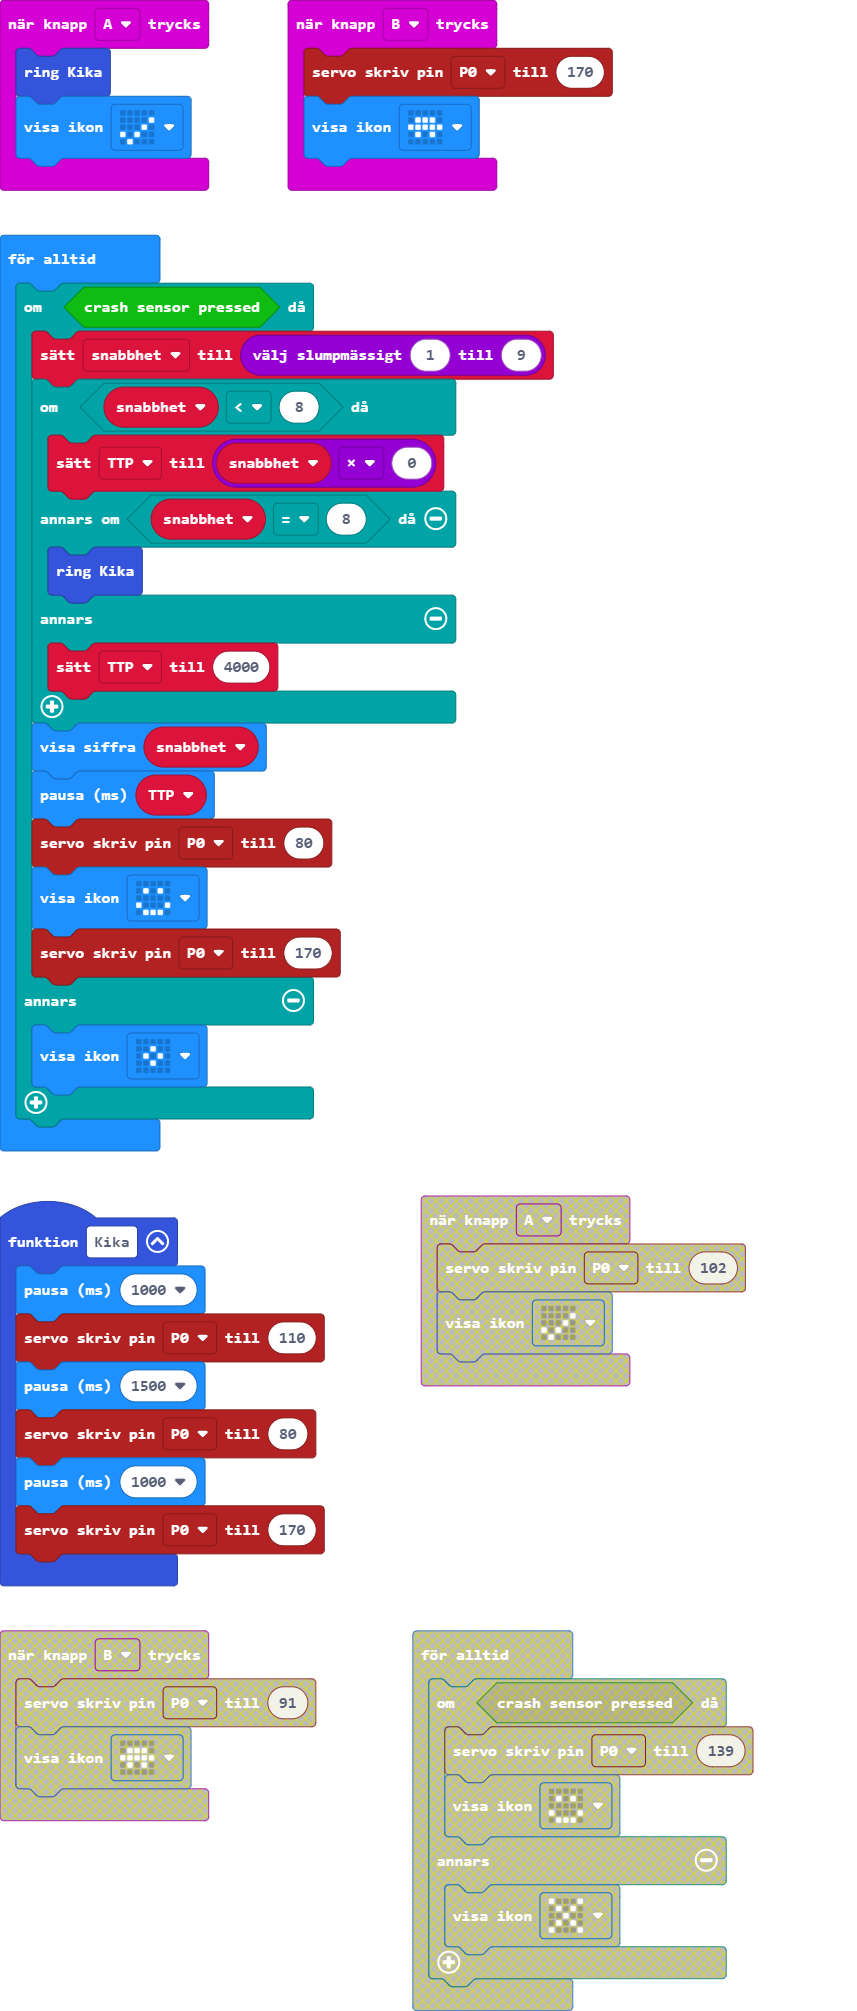 när knapp A trycks
ring Kika
visa ikon
när knapp B trycks
servo skriv pin P0 till 170
visa ikon
för alltid
om crash sensor pressed då
sätt snabbhet till välj slumpmässigt 1 till 9
om snabbhet < 8 då
sätt TTP till snabbhet × 0
annars om snabbhet = 8 då
ring Kika
annars
sätt TTP till 4000
visa siffra snabbhet
pausa (ms) TTP
servo skriv pin P0 till 80
visa ikon
servo skriv pin P0 till 170
annars
visa ikon
funktion Kika
pausa (ms) 1000
servo skriv pin P0 till 110
pausa (ms) 1500
servo skriv pin P0 till 80
pausa (ms) 1000
servo skriv pin P0 till 170
när knapp A trycks
servo skriv pin P0 till 102
visa ikon
när knapp B trycks
servo skriv pin P0 till 91
visa ikon
för alltid
om crash sensor pressed då
servo skriv pin P0 till 139
visa ikon
annars
visa ikon